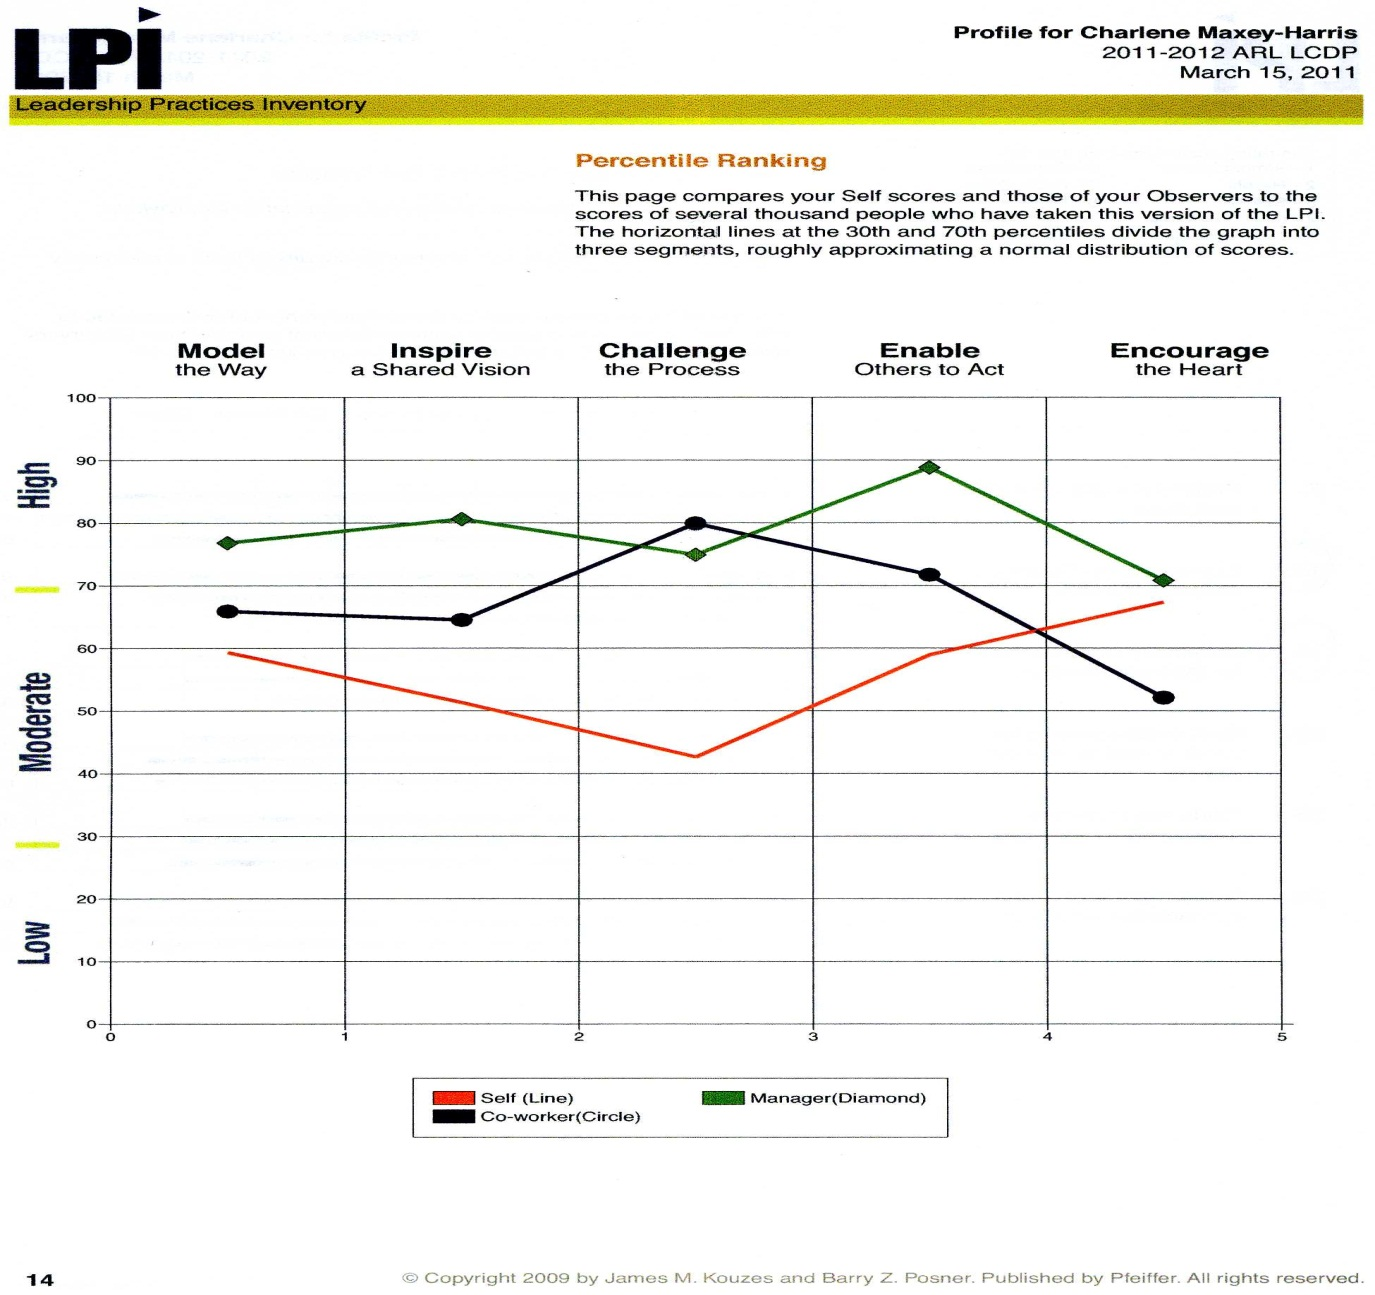 LPI
Profile for Charlene Maxey-Harris
2011-2012 ARL LCDP
March 15, 2011
Leadership Practices Inventory
Percentile Ranking
This page compares your Self scores and those of your Observers to the
scores of several thousand people who have taken this version of the LPI.
The horizontal lines at the 30th and 70th percentiles divide the graph into
three segments, roughly approximating a normal distribution of scores.
Model
the Way
Inspire
a Shared Vision
Challenge
the Process
Enable
Others to Act
Encourage
the Heart
High
Moderate
Low
100
90
80
70
60
50
40
30
20
10
0
0 1 2 3 4 5
Self (Line)
Manager(Diamond)
Co-worker(Circle)
14
© Copyright 2009 by James M. Kouzes and Barry Z. Posner. Published by Pfeiffer. All rights reserved.